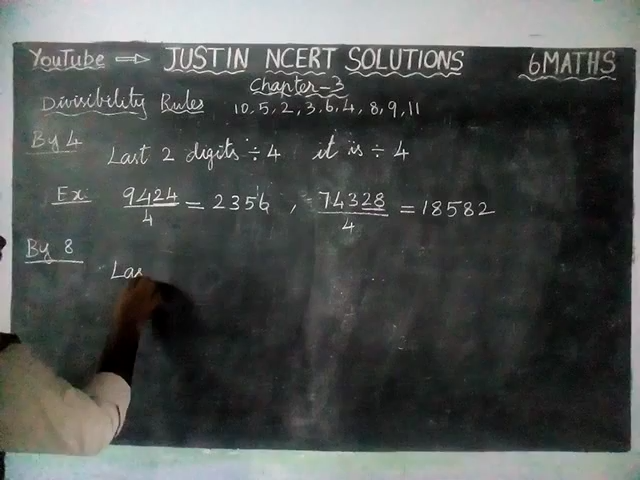 YouTube ⇒ JUSTIN NCERT SOLUTIONS 6MATHS
Chapter-3
Divisibility Rules 10, 5, 2, 3, 6, 4, 8, 9, 11
By 4 Last 2 digits ÷ 4 it is ÷ 4
Ex: 9424/4 = 2356 , 74328/4 = 18582
By 8
Las